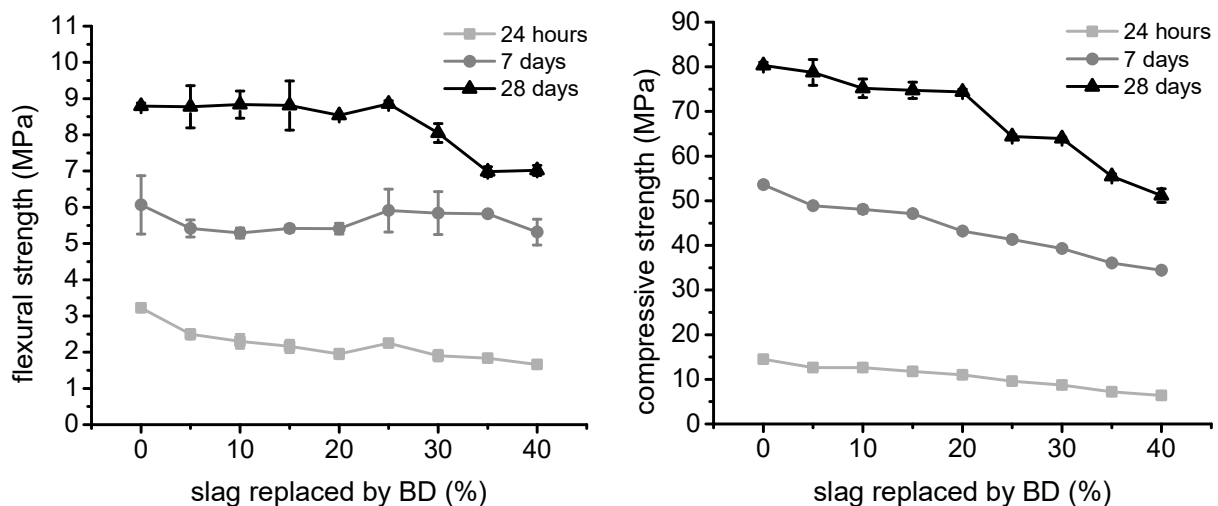 11
10
9
8
7
6
5
4
3
2
1
0
flexural strength (MPa)
24 hours
7 days
28 days
0 10 20 30 40
slag replaced by BD (%)
90
80
70
60
50
40
30
20
10
0
compressive strength (MPa)
24 hours
7 days
28 days
0 10 20 30 40
slag replaced by BD (%)